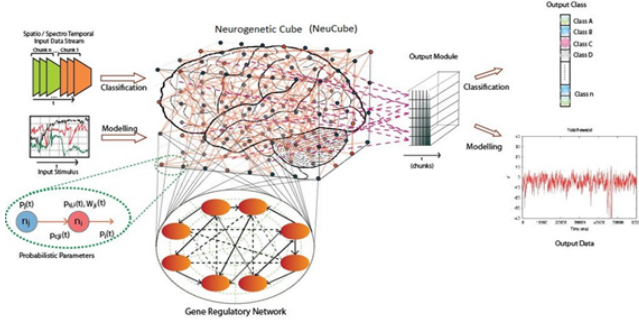 Neurogenetic Cube (NeuCube)
Spatio / Spectro Temporal
Input Data Stream
Chunk n ... Chunk 1
t
Classification
Modelling
Input Stimulus
Probabilistic Parameters
Gene Regulatory Network
Output Module
t
(chunks)
Classification
Modelling
Output Class
Class A
Class B
Class C
Class D
Class n
Output Data